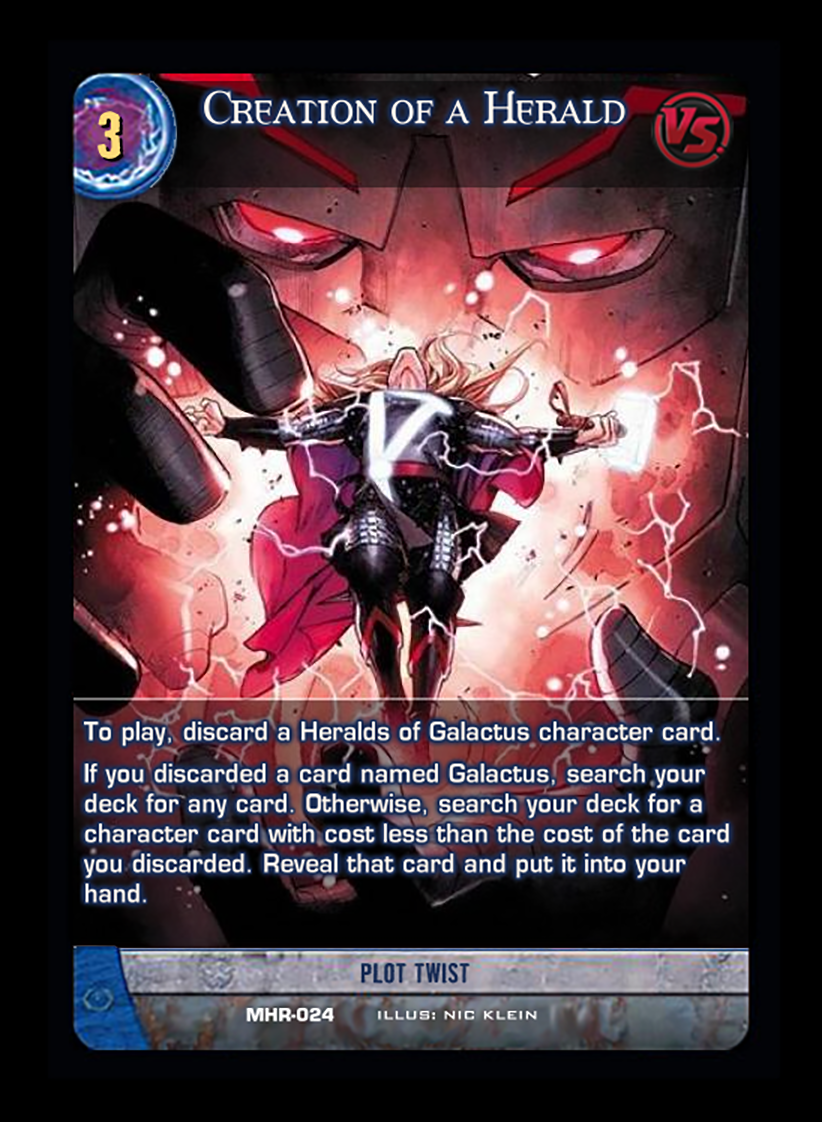 3
Creation of a Herald
VS.
To play, discard a Heralds of Galactus character card.
If you discarded a card named Galactus, search your
deck for any card. Otherwise, search your deck for a
character card with cost less than the cost of the card
you discarded. Reveal that card and put it into your
hand.
PLOT TWIST
MHR-024 ILLUS: NIC KLEIN